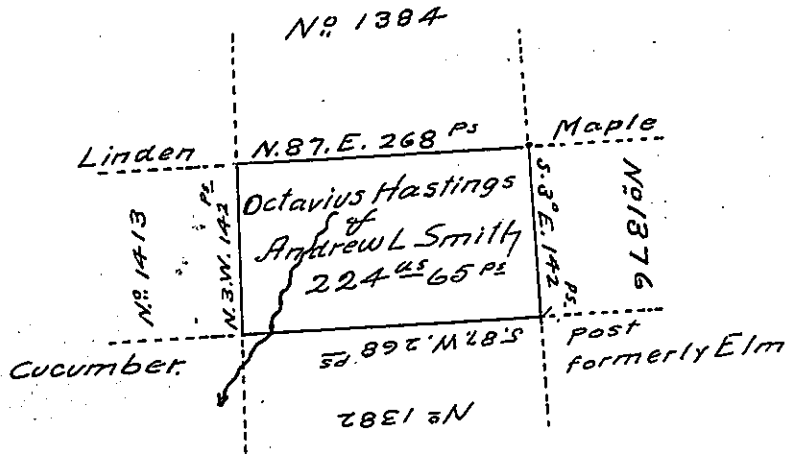 Nº 1384
Linden
N.87.E. 268 Ps
Maple
Nº 1413
N.3.W. 142 Ps
Octavius Hastings
of
Andrew L Smith
224 as 65 ps
S.3º E. 142 Ps.
Nº 1376
Cucumber.
S.87.W. 268 Ps
Post
formerly Elm
Nº 1382